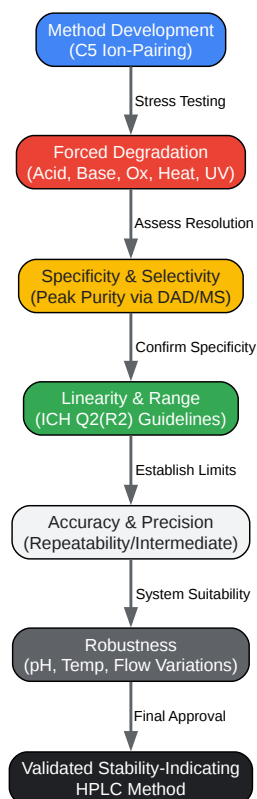 Method Development
(C5 Ion-Pairing)
Stress Testing
Forced Degradation
(Acid, Base, Ox, Heat, UV)
Assess Resolution
Specificity & Selectivity
(Peak Purity via DAD/MS)
Confirm Specificity
Linearity & Range
(ICH Q2(R2) Guidelines)
Establish Limits
Accuracy & Precision
(Repeatability/Intermediate)
System Suitability
Robustness
(pH, Temp, Flow Variations)
Final Approval
Validated Stability-Indicating
HPLC Method